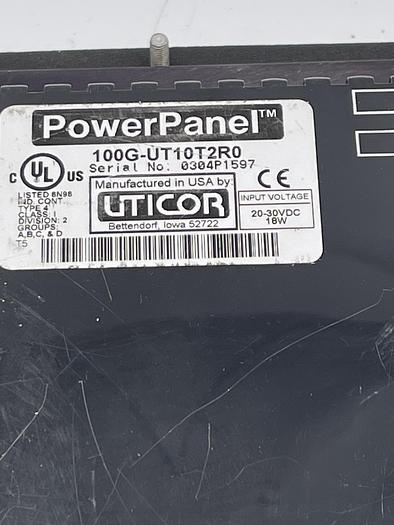 PowerPanel™
100G-UT10T2R0
Serial No: 0304P1597
C UL US
LISTED 8N98
IND. CONT.
TYPE 4
CLASS: I
DIVISION: 2
GROUPS:
A,B,C, & D
T5
Manufactured in USA by:
UTICOR
Bettendorf, Iowa 52722
CE
INPUT VOLTAGE
20-30VDC
18W